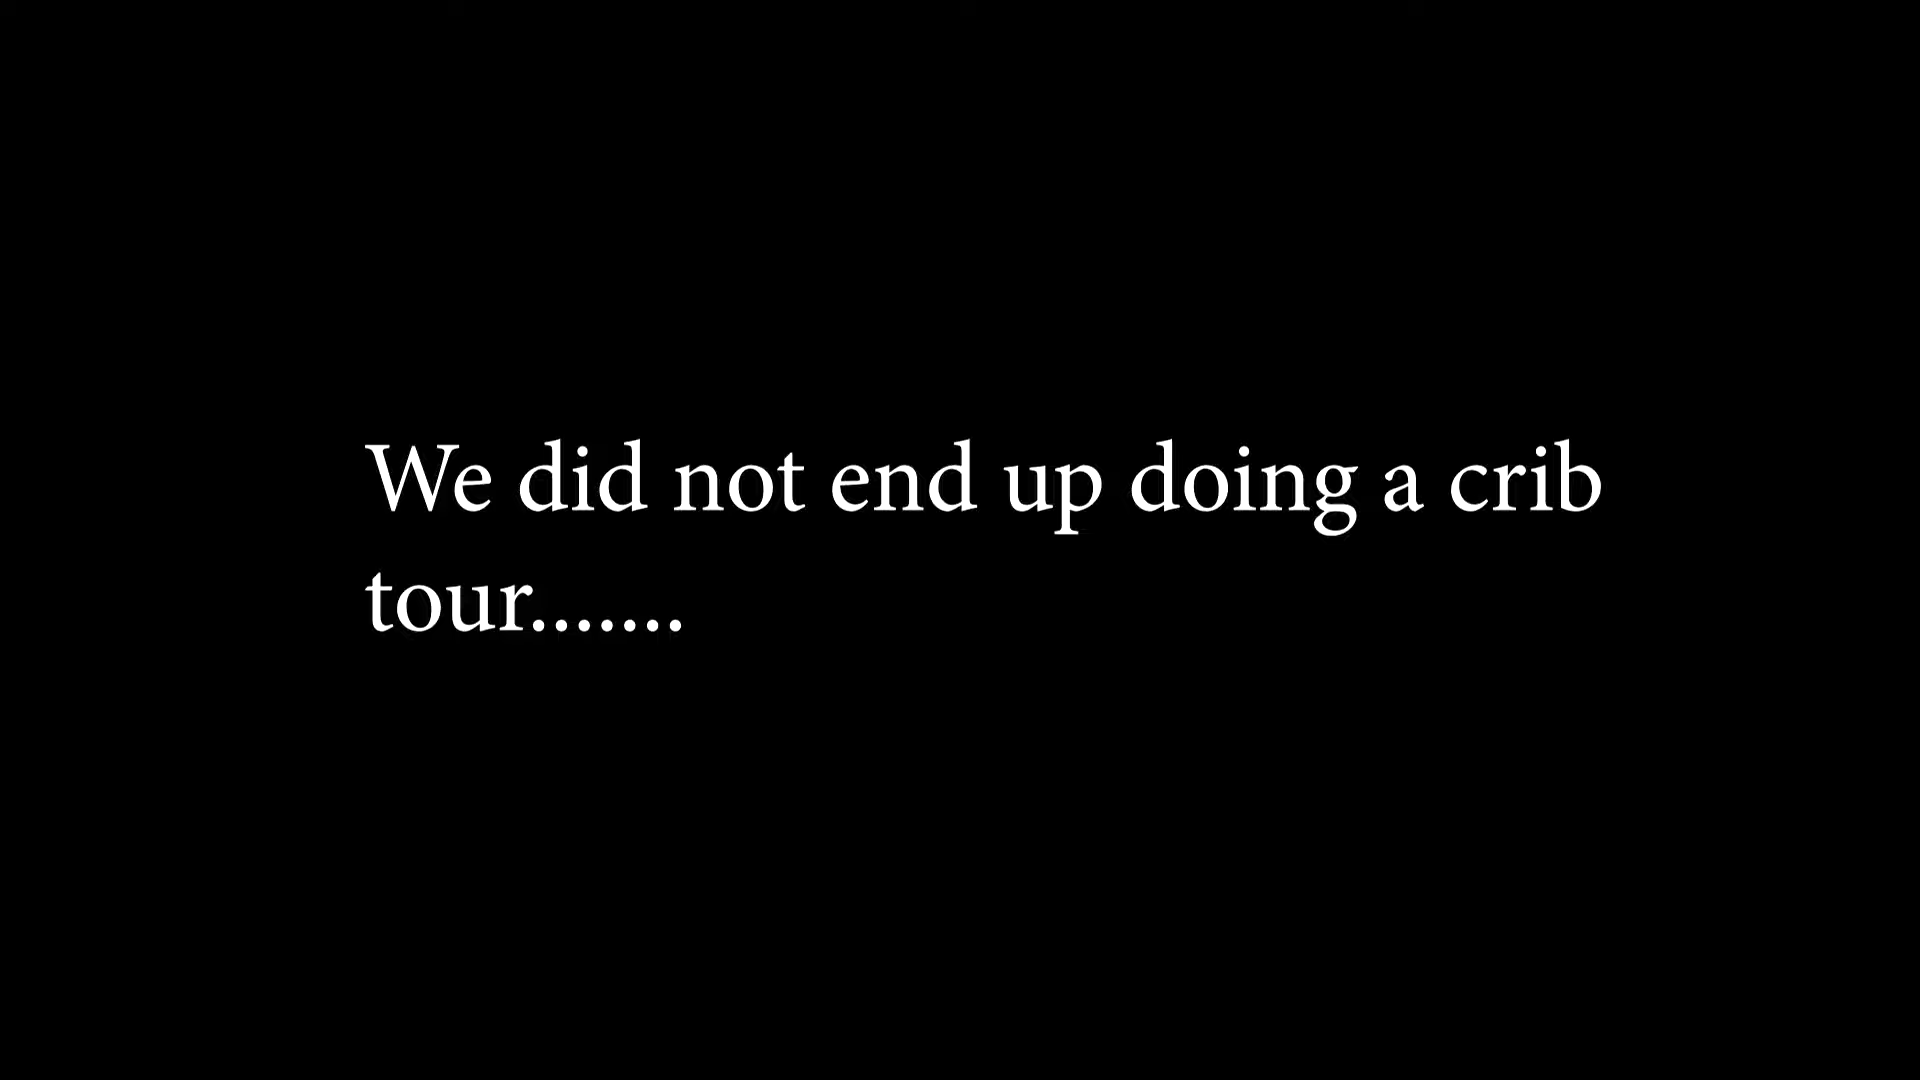 We did not end up doing a crib
tour.......